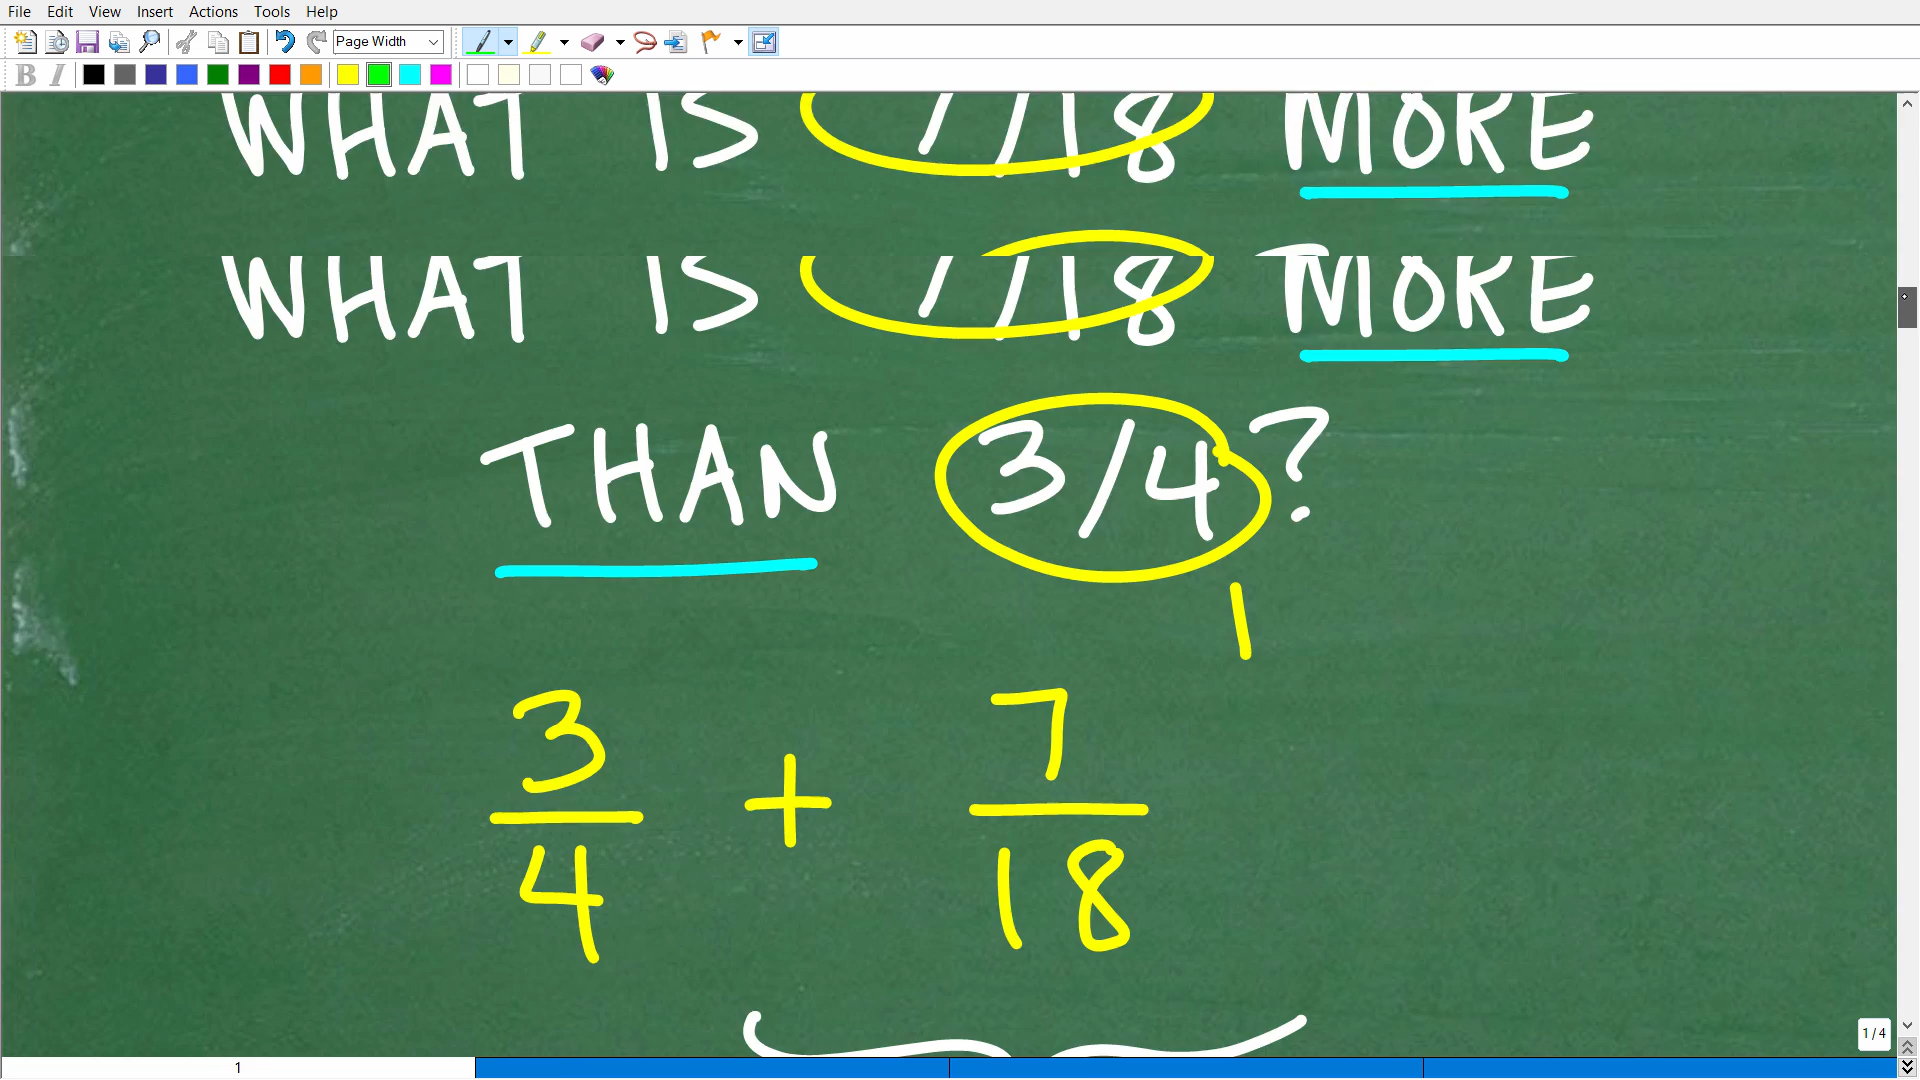 File Edit View Insert Actions Tools Help
Page Width
B I
WHAT IS 7/18 MORE
WHAT IS 7/18 MORE
THAN 3/4?
1
3/4 + 7/18
1/4
1